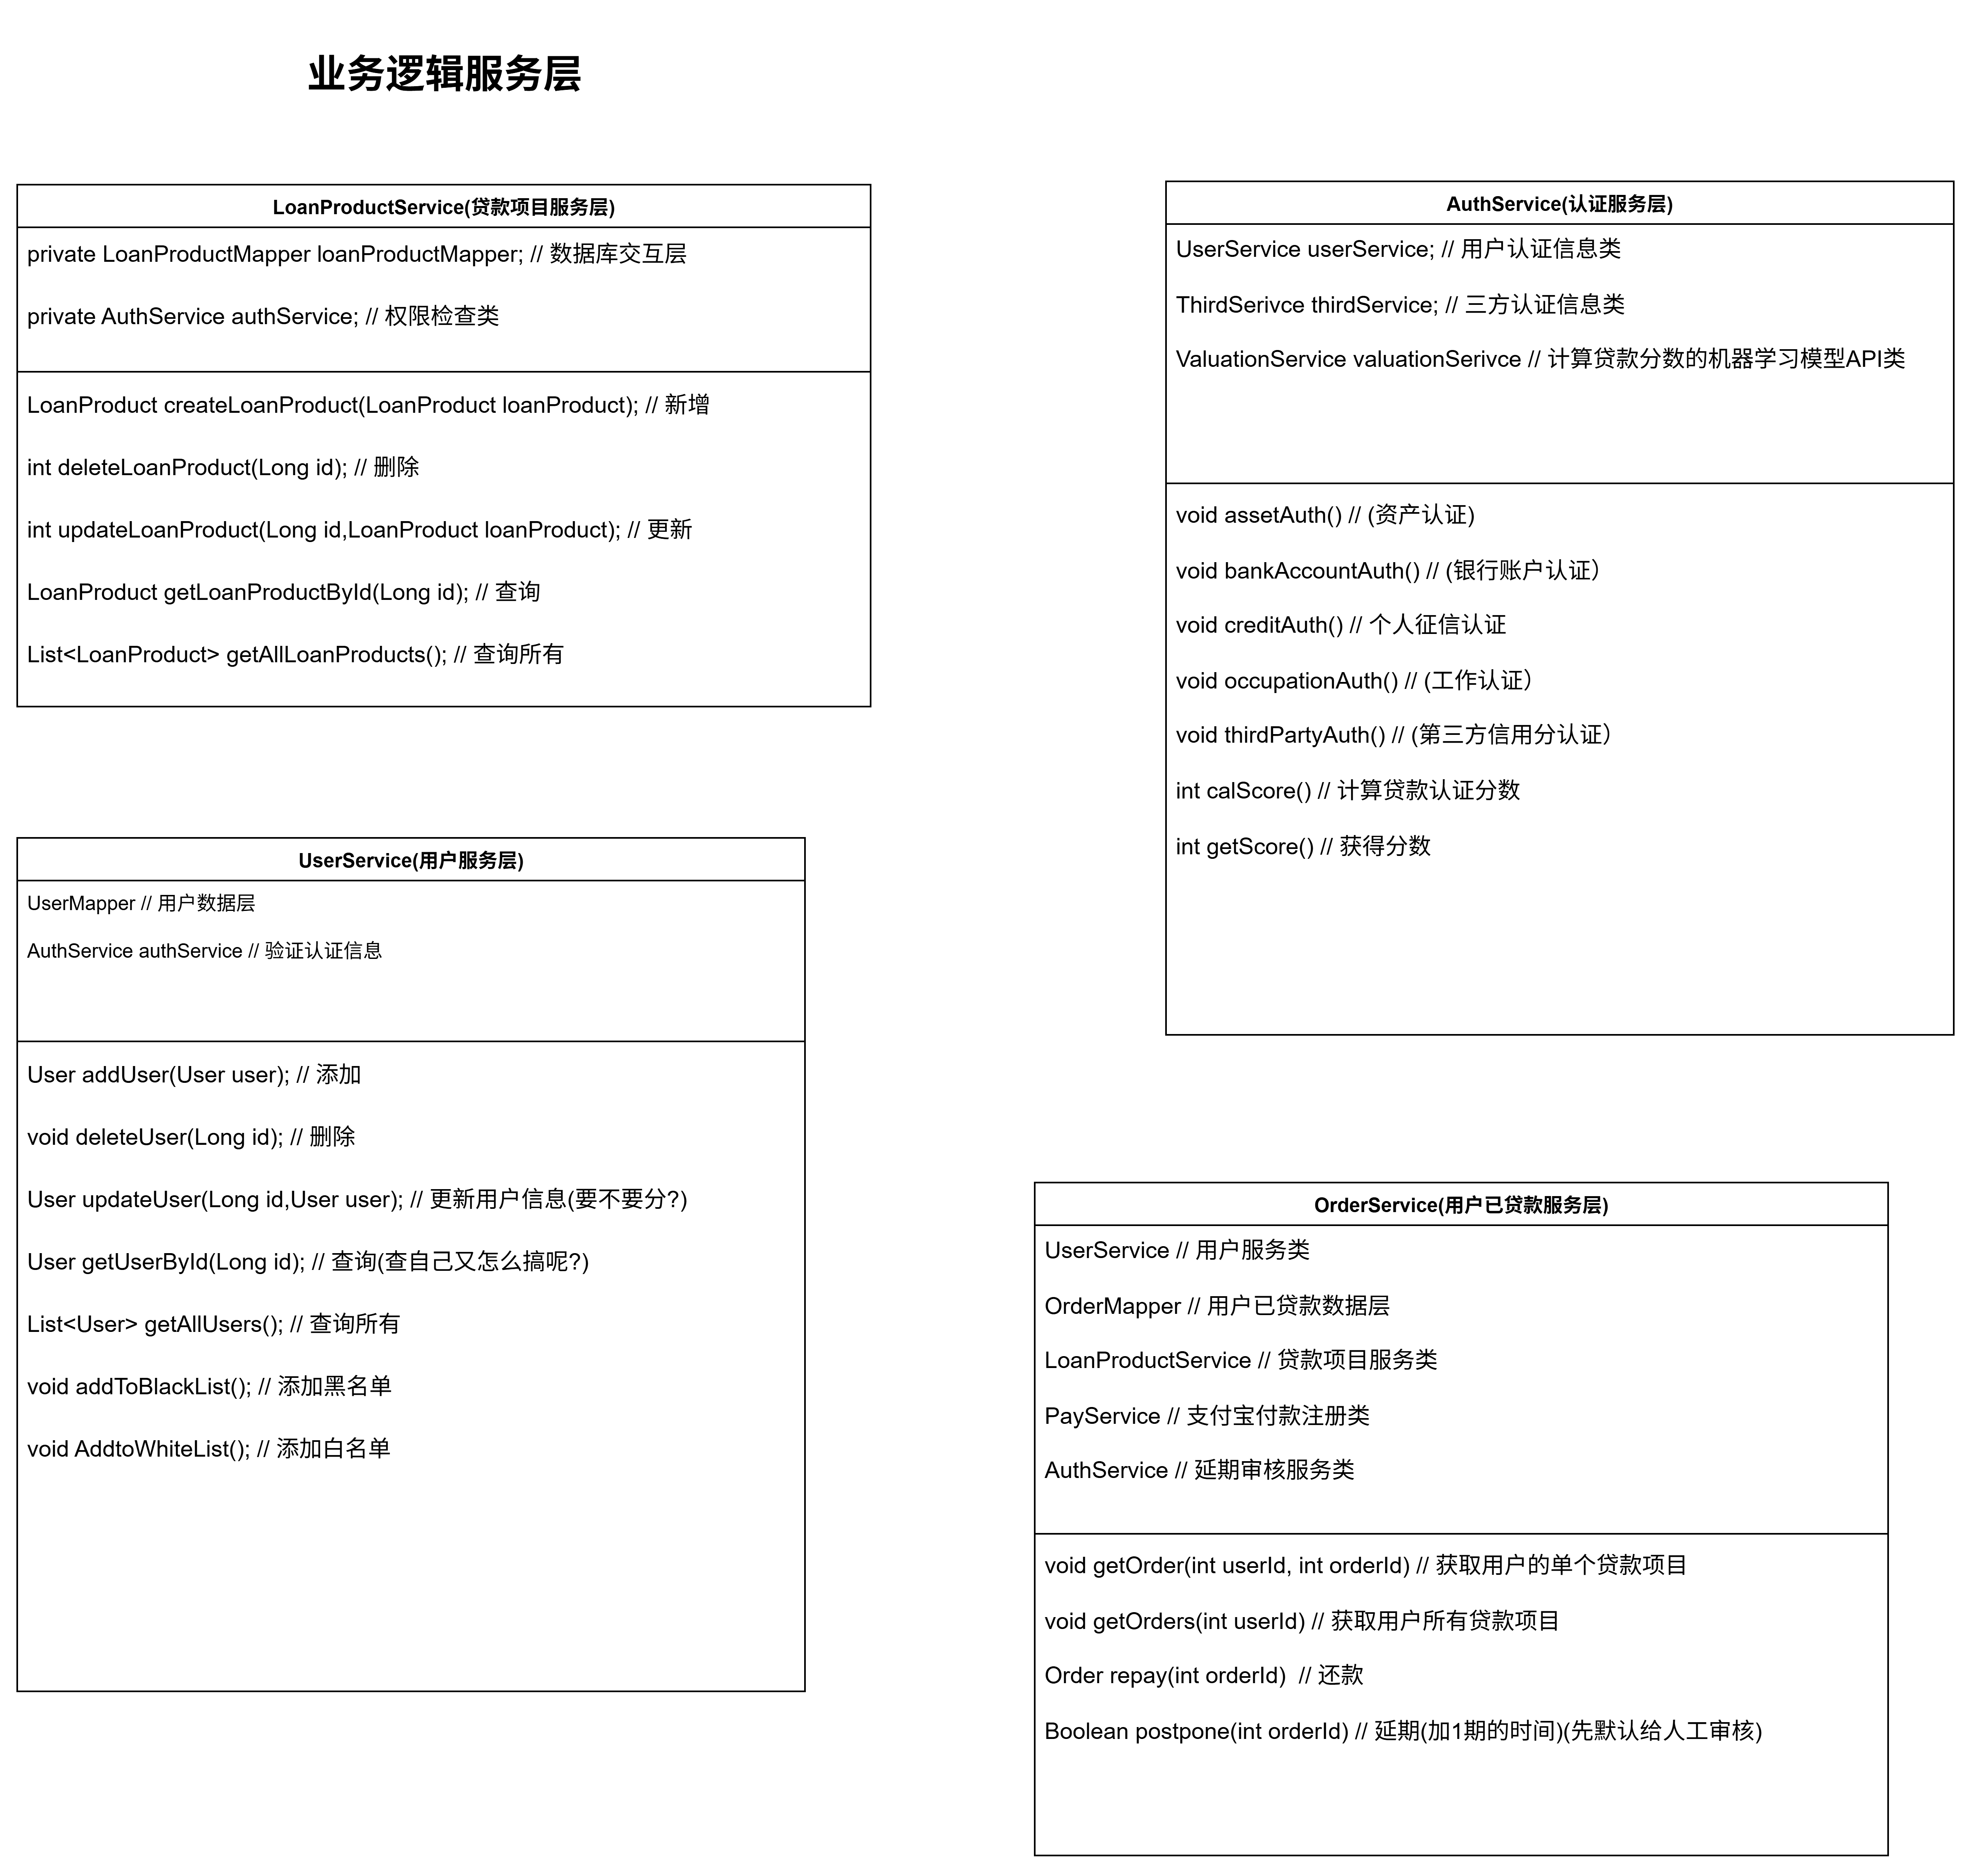 业务逻辑服务层
LoanProductService(贷款项目服务层)
private LoanProductMapper loanProductMapper; // 数据库交互层
private AuthService authService; // 权限检查类
LoanProduct createLoanProduct(LoanProduct loanProduct); // 新增
int deleteLoanProduct(Long id); // 删除
int updateLoanProduct(Long id,LoanProduct loanProduct); // 更新
LoanProduct getLoanProductById(Long id); // 查询
List<LoanProduct> getAllLoanProducts(); // 查询所有
AuthService(认证服务层)
UserService userService; // 用户认证信息类
ThirdSerivce thirdService; // 三方认证信息类
ValuationService valuationSerivce // 计算贷款分数的机器学习模型API类
void assetAuth() // (资产认证)
void bankAccountAuth() // (银行账户认证）
void creditAuth() // 个人征信认证
void occupationAuth() // (工作认证）
void thirdPartyAuth() // (第三方信用分认证）
int calScore() // 计算贷款认证分数
int getScore() // 获得分数
UserService(用户服务层)
UserMapper // 用户数据层
AuthService authService // 验证认证信息
User addUser(User user); // 添加
void deleteUser(Long id); // 删除
User updateUser(Long id,User user); // 更新用户信息(要不要分?)
User getUserById(Long id); // 查询(查自己又怎么搞呢?)
List<User> getAllUsers(); // 查询所有
void addToBlackList(); // 添加黑名单
void AddtoWhiteList(); // 添加白名单
OrderService(用户已贷款服务层)
UserService // 用户服务类
OrderMapper // 用户已贷款数据层
LoanProductService // 贷款项目服务类
PayService // 支付宝付款注册类
AuthService // 延期审核服务类
void getOrder(int userId, int orderId) // 获取用户的单个贷款项目
void getOrders(int userId) // 获取用户所有贷款项目
Order repay(int orderId)  // 还款
Boolean postpone(int orderId) // 延期(加1期的时间)(先默认给人工审核)